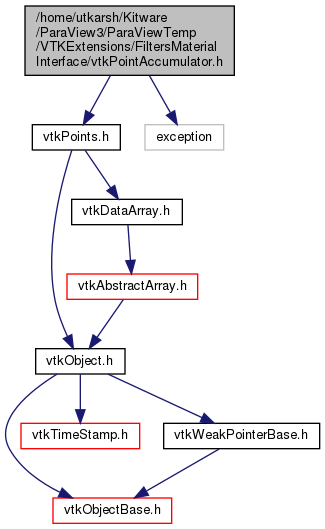 /home/utkarsh/Kitware
/ParaView3/ParaViewTemp
/VTKExtensions/FiltersMaterial
Interface/vtkPointAccumulator.h
vtkPoints.h
exception
vtkDataArray.h
vtkAbstractArray.h
vtkObject.h
vtkTimeStamp.h
vtkWeakPointerBase.h
vtkObjectBase.h